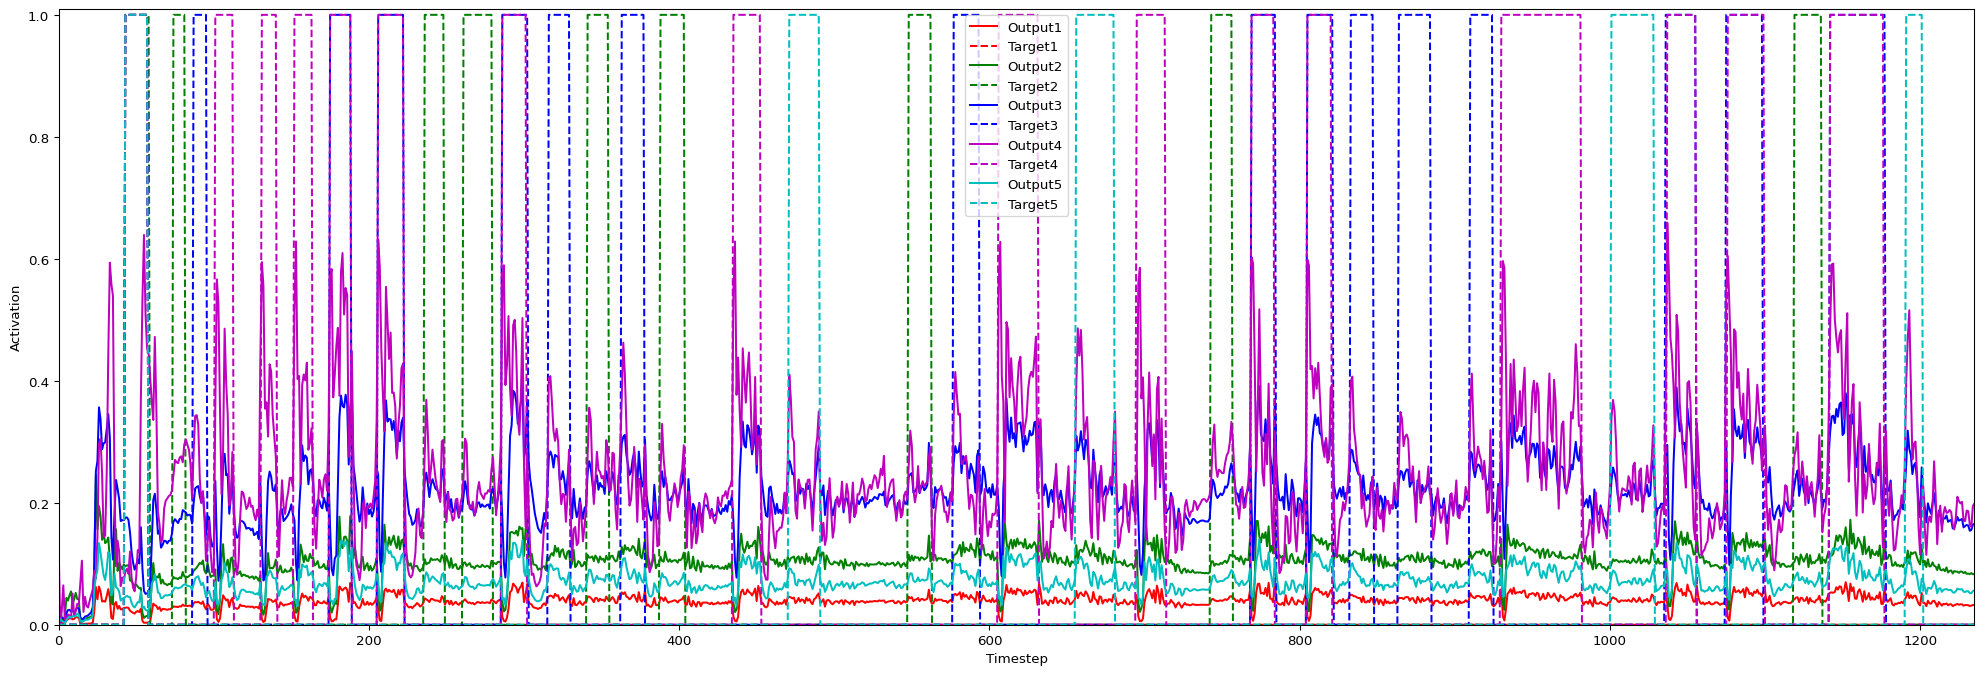 1.0
0.8
0.6
0.4
0.2
0.0
Activation
0
200
400
600
800
1000
1200
Timestep
Output1
Target1
Output2
Target2
Output3
Target3
Output4
Target4
Output5
Target5